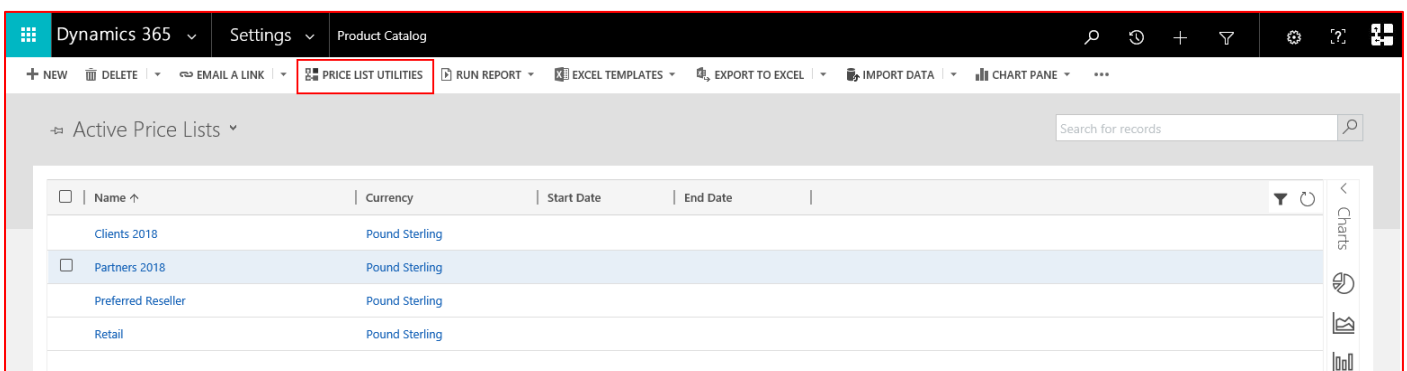 Dynamics 365 Settings Product Catalog
NEW DELETE EMAIL A LINK PRICE LIST UTILITIES RUN REPORT EXCEL TEMPLATES EXPORT TO EXCEL IMPORT DATA CHART PANE
Active Price Lists
Search for records
Name Currency Start Date End Date
Clients 2018 Pound Sterling
Partners 2018 Pound Sterling
Preferred Reseller Pound Sterling
Retail Pound Sterling
Charts